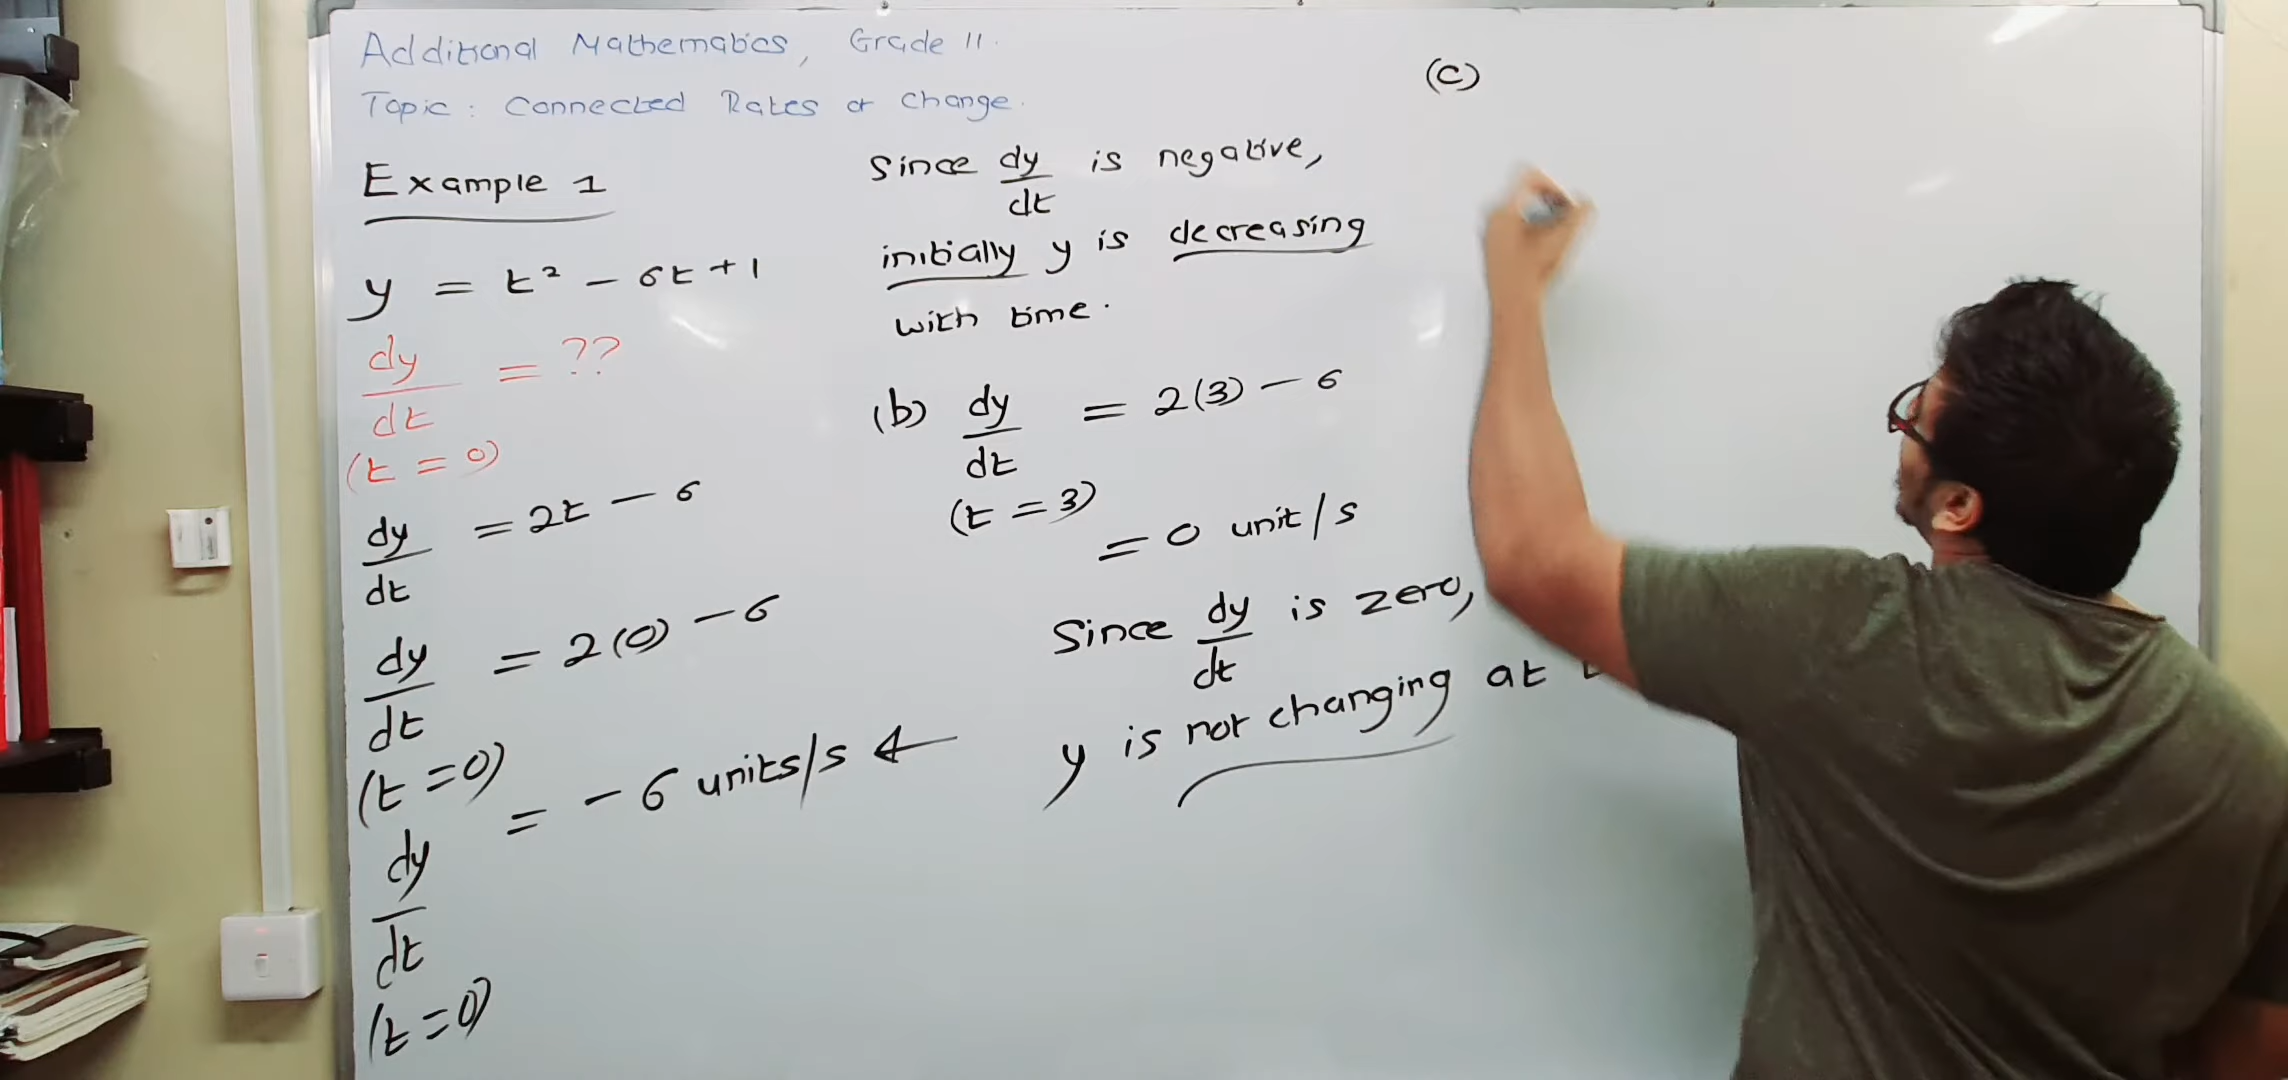 Additional Mathematics, Grade 11.
Topic: Connected Rates of Change.
Example 1
y = t² - 6t + 1
dy/dt = ??
(t = 0)
dy/dt = 2t - 6
dy/dt = 2(0) - 6
(t = 0)
dy/dt = -6 units/s ←
(t = 0)
Since dy/dt is negative,
initially y is decreasing
with time.
(b) dy/dt = 2(3) - 6
(t = 3)
= 0 unit/s
Since dy/dt is zero,
y is not changing at
(c)